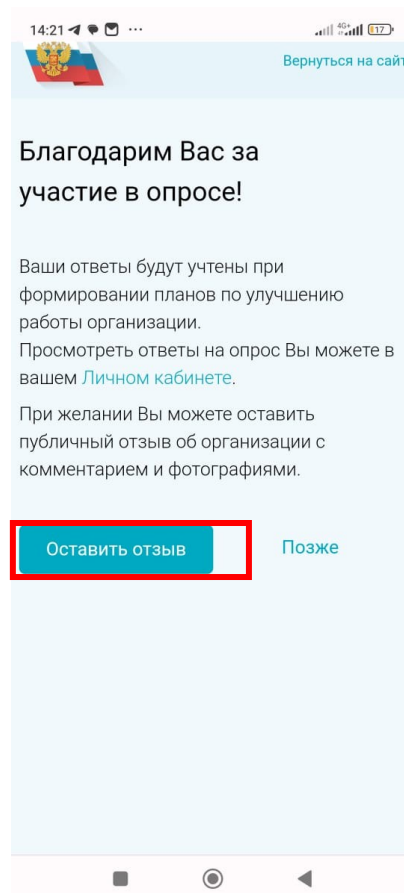 14:21 ...
4G+ 17
Вернуться на сайт
Благодарим Вас за
участие в опросе!
Ваши ответы будут учтены при
формировании планов по улучшению
работы организации.
Просмотреть ответы на опрос Вы можете в
вашем Личном кабинете.
При желании Вы можете оставить
публичный отзыв об организации с
комментарием и фотографиями.
Оставить отзыв Позже